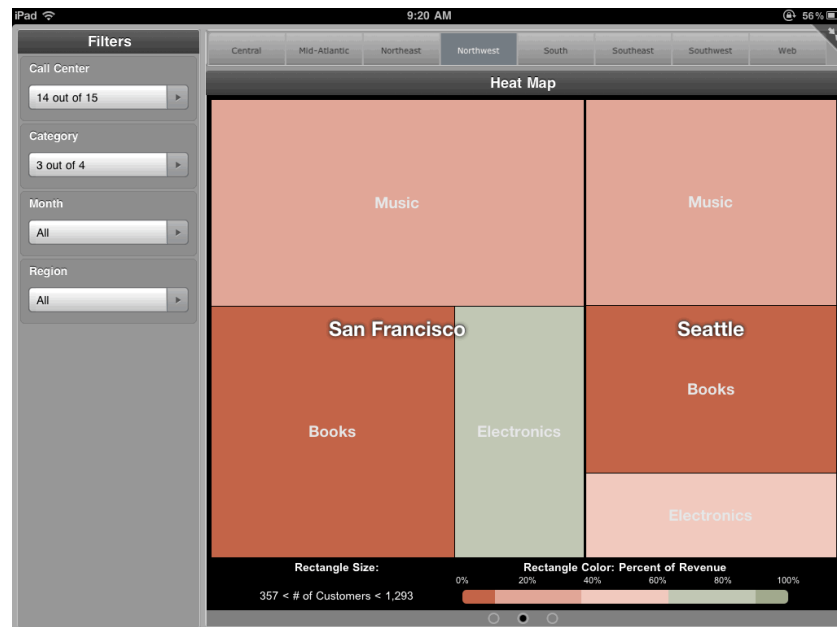 iPad 9:20 AM 56%
Filters
Call Center
14 out of 15
Category
3 out of 4
Month
All
Region
All
Central Mid-Atlantic Northeast Northwest South Southeast Southwest Web
Heat Map
Music Music
San Francisco Seattle
Books
Books Electronics
Electronics
Rectangle Size: Rectangle Color: Percent of Revenue
0% 20% 40% 60% 80% 100%
357 < # of Customers < 1,293